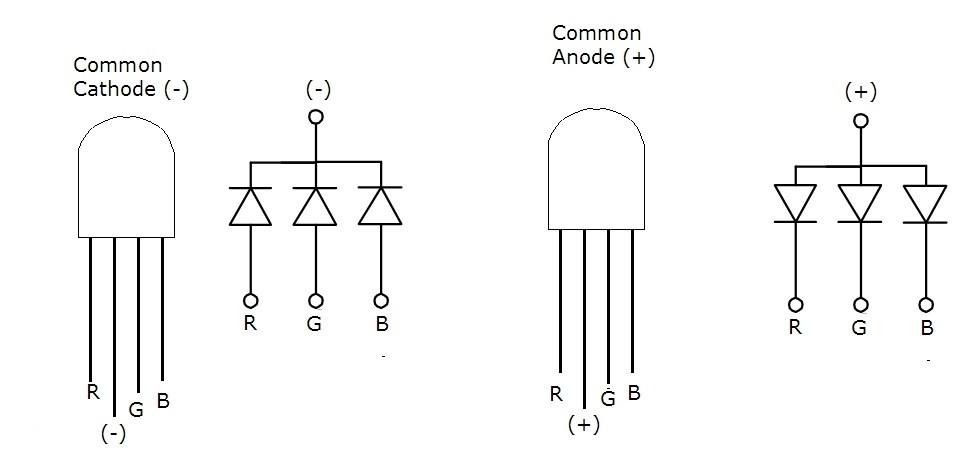 Common
Cathode (-)
(-)
R
G
B
R
(-)
G
B
Common
Anode (+)
(+)
R
G
B
R
(+)
G
B